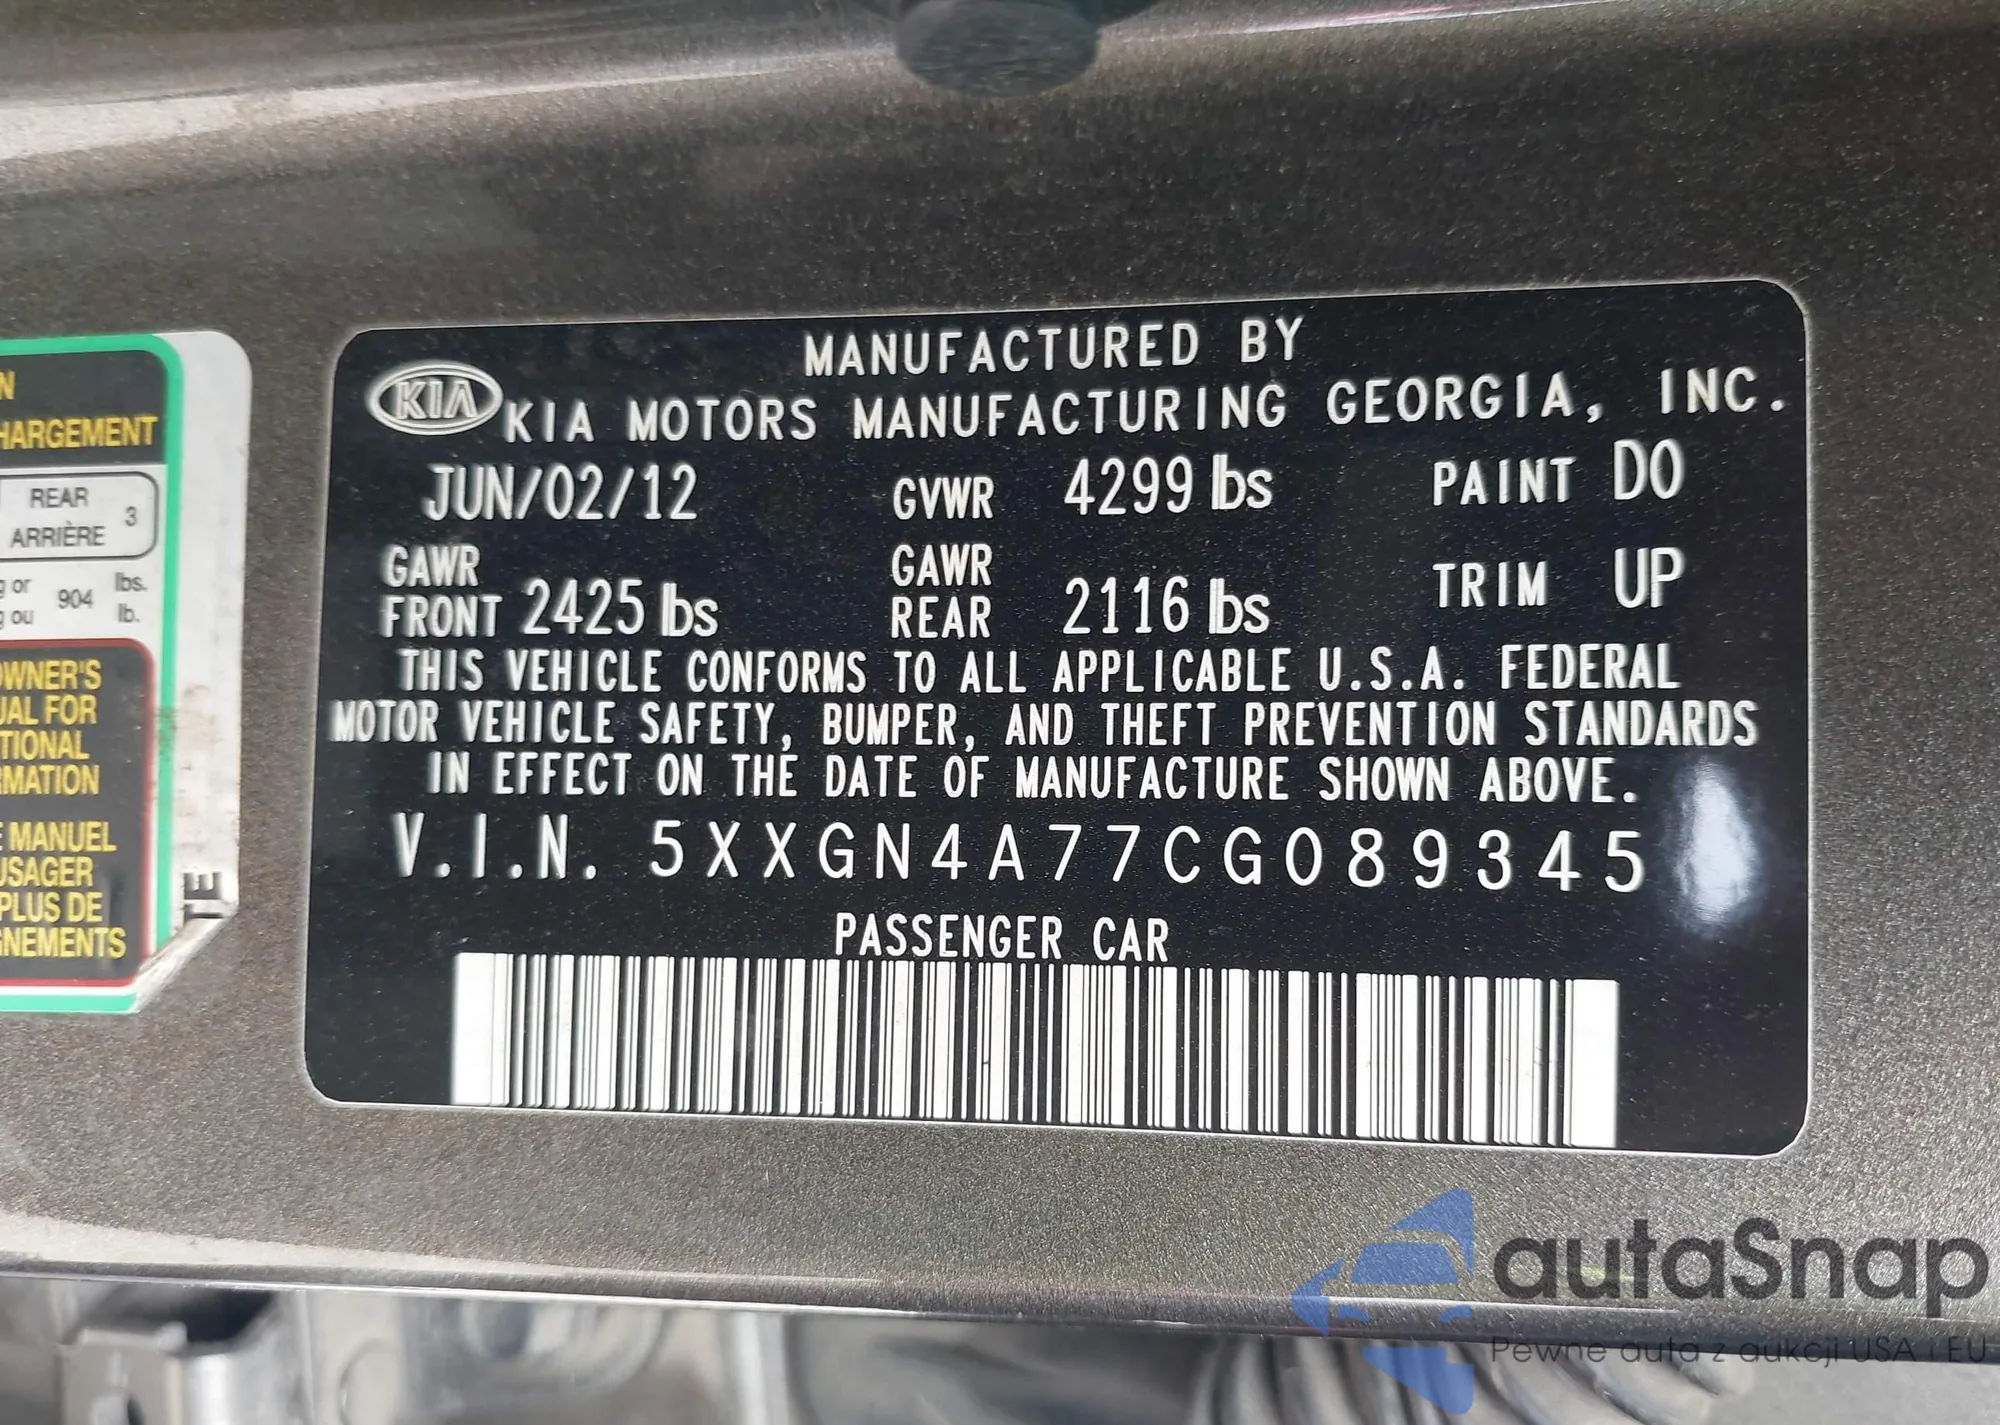 MANUFACTURED BY
KIA KIA MOTORS MANUFACTURING GEORGIA, INC.
JUN/02/12 GVWR 4299 lbs PAINT D0
GAWR FRONT 2425 lbs GAWR REAR 2116 lbs TRIM UP
THIS VEHICLE CONFORMS TO ALL APPLICABLE U.S.A. FEDERAL
MOTOR VEHICLE SAFETY, BUMPER, AND THEFT PREVENTION STANDARDS
IN EFFECT ON THE DATE OF MANUFACTURE SHOWN ABOVE.
V.I.N. 5XXGN4A77CG089345
PASSENGER CAR
N
HARGEMENT
REAR
ARRIÈRE 3
g or 904 lbs.
g ou lb.
OWNER'S
UAL FOR
TIONAL
RMATION
E MANUEL
USAGER
PLUS DE
GNEMENTS
TE
autaSnap
Pewne auta z aukcji USA i EU